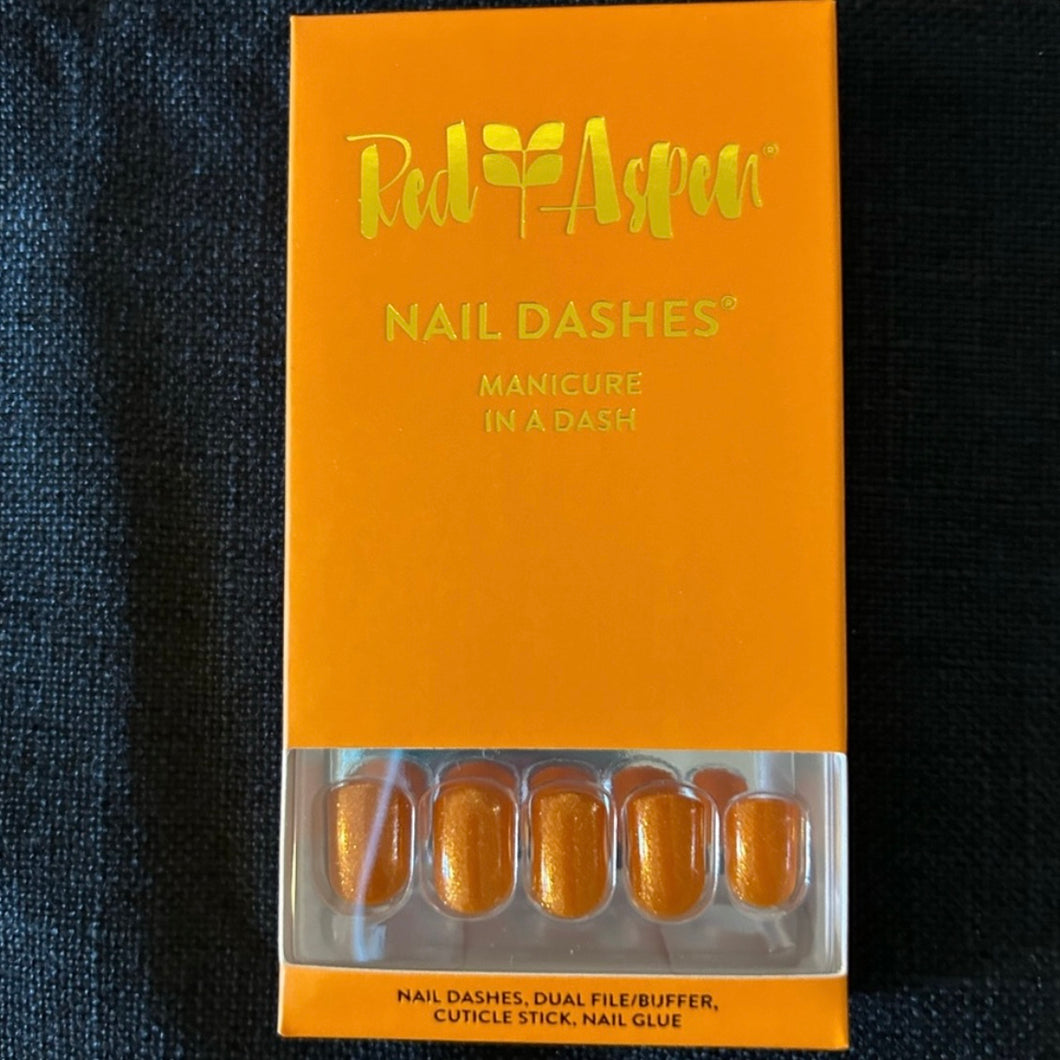 Red Aspen®
NAIL DASHES®
MANICURE
IN A DASH
NAIL DASHES, DUAL FILE/BUFFER,
CUTICLE STICK, NAIL GLUE